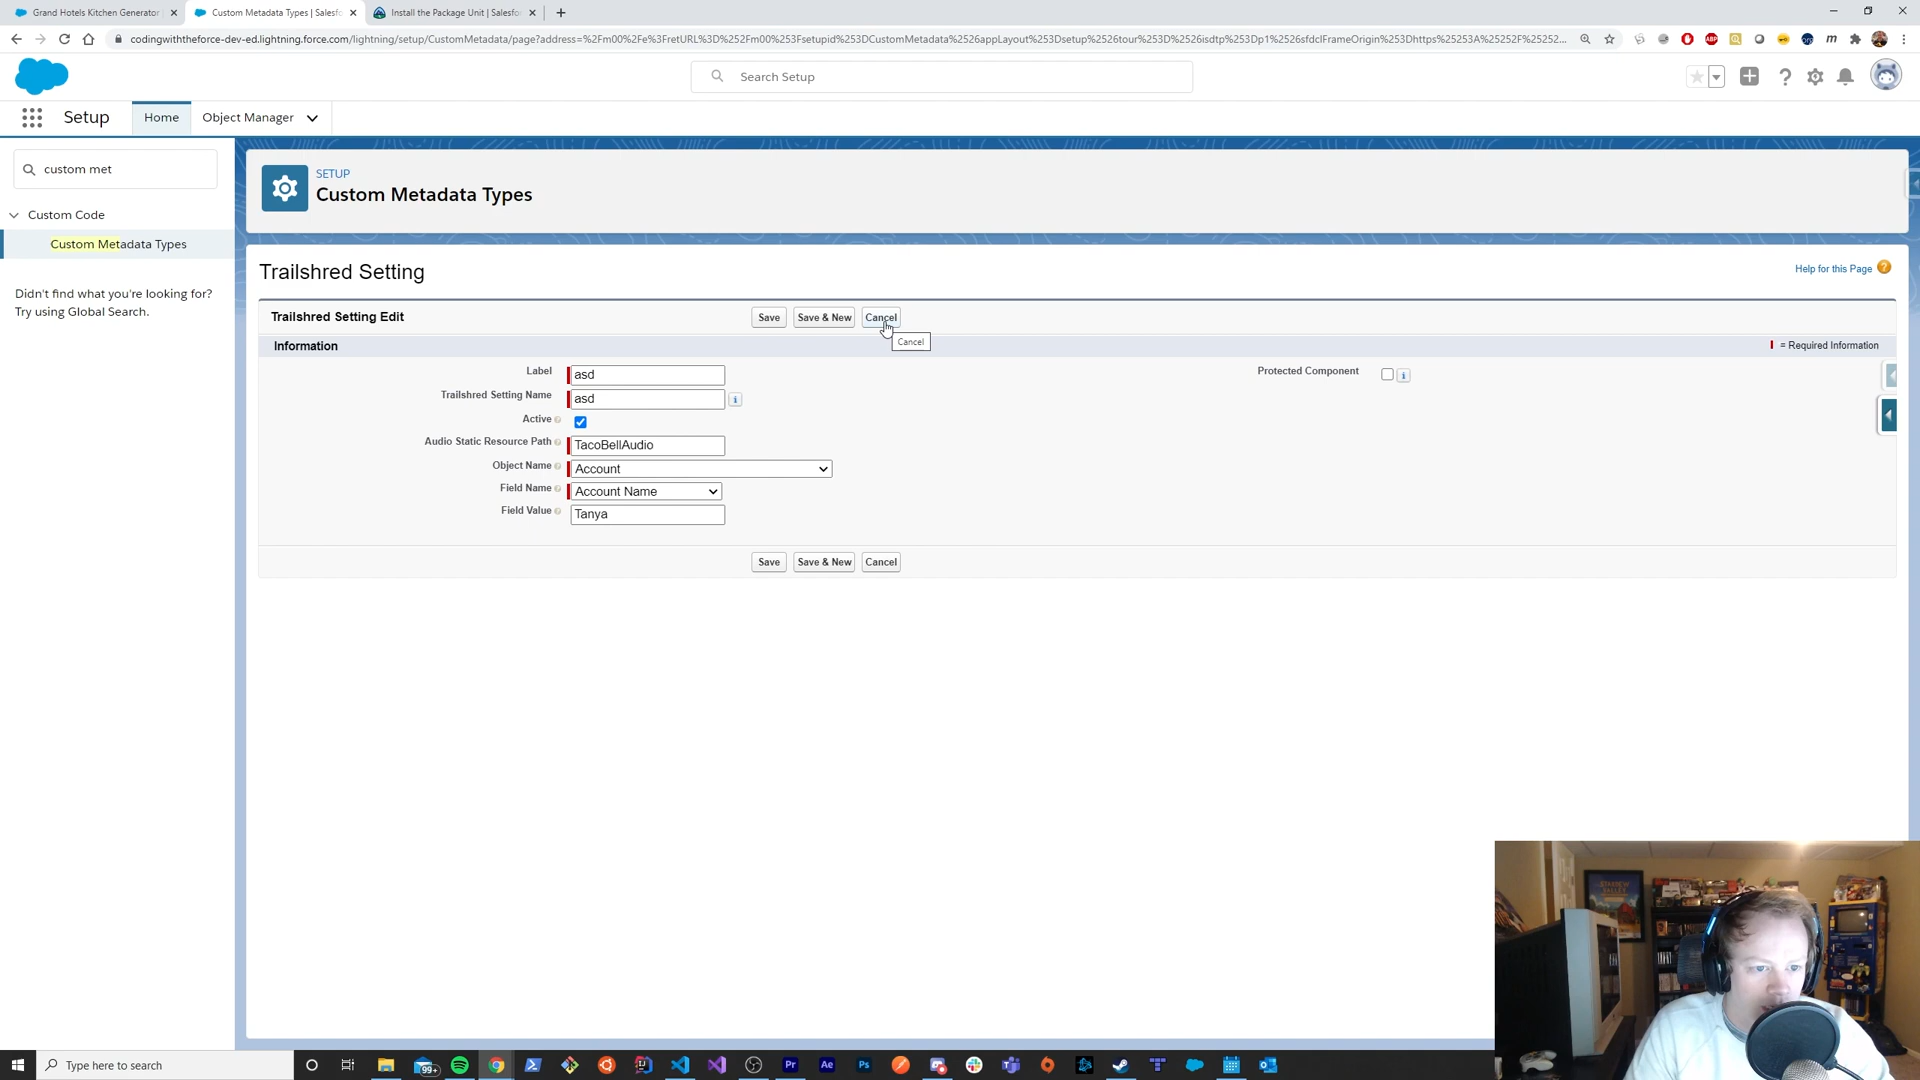 Grand Hotels Kitchen Generator
Custom Metadata Types | Salesfo
Install the Package Unit | Salesfo
codingwiththeforce-dev-ed.lightning.force.com/lightning/setup/CustomMetadata/page?address=%2Fm00%2Fe%3FretURL%3D%252Fm00%253Fsetupid%253DCustomMetadata%2526appLayout%253Dsetup%2526tour%253D%2526isdtp%253Dp1%2526sfdcIFrameOrigin%253Dhttps%25253A%25252F%25252...
Search Setup
Setup
Home
Object Manager
custom met
Custom Code
Custom Metadata Types
Didn't find what you're looking for?
Try using Global Search.
SETUP
Custom Metadata Types
Trailshred Setting
Help for this Page
Trailshred Setting Edit
Save
Save & New
Cancel
Cancel
Information
= Required Information
Label
asd
Protected Component
Trailshred Setting Name
asd
Active
Audio Static Resource Path
TacoBellAudio
Object Name
Account
Field Name
Account Name
Field Value
Tanya
Save
Save & New
Cancel
Type here to search
99+
Pr
Ae
Ps